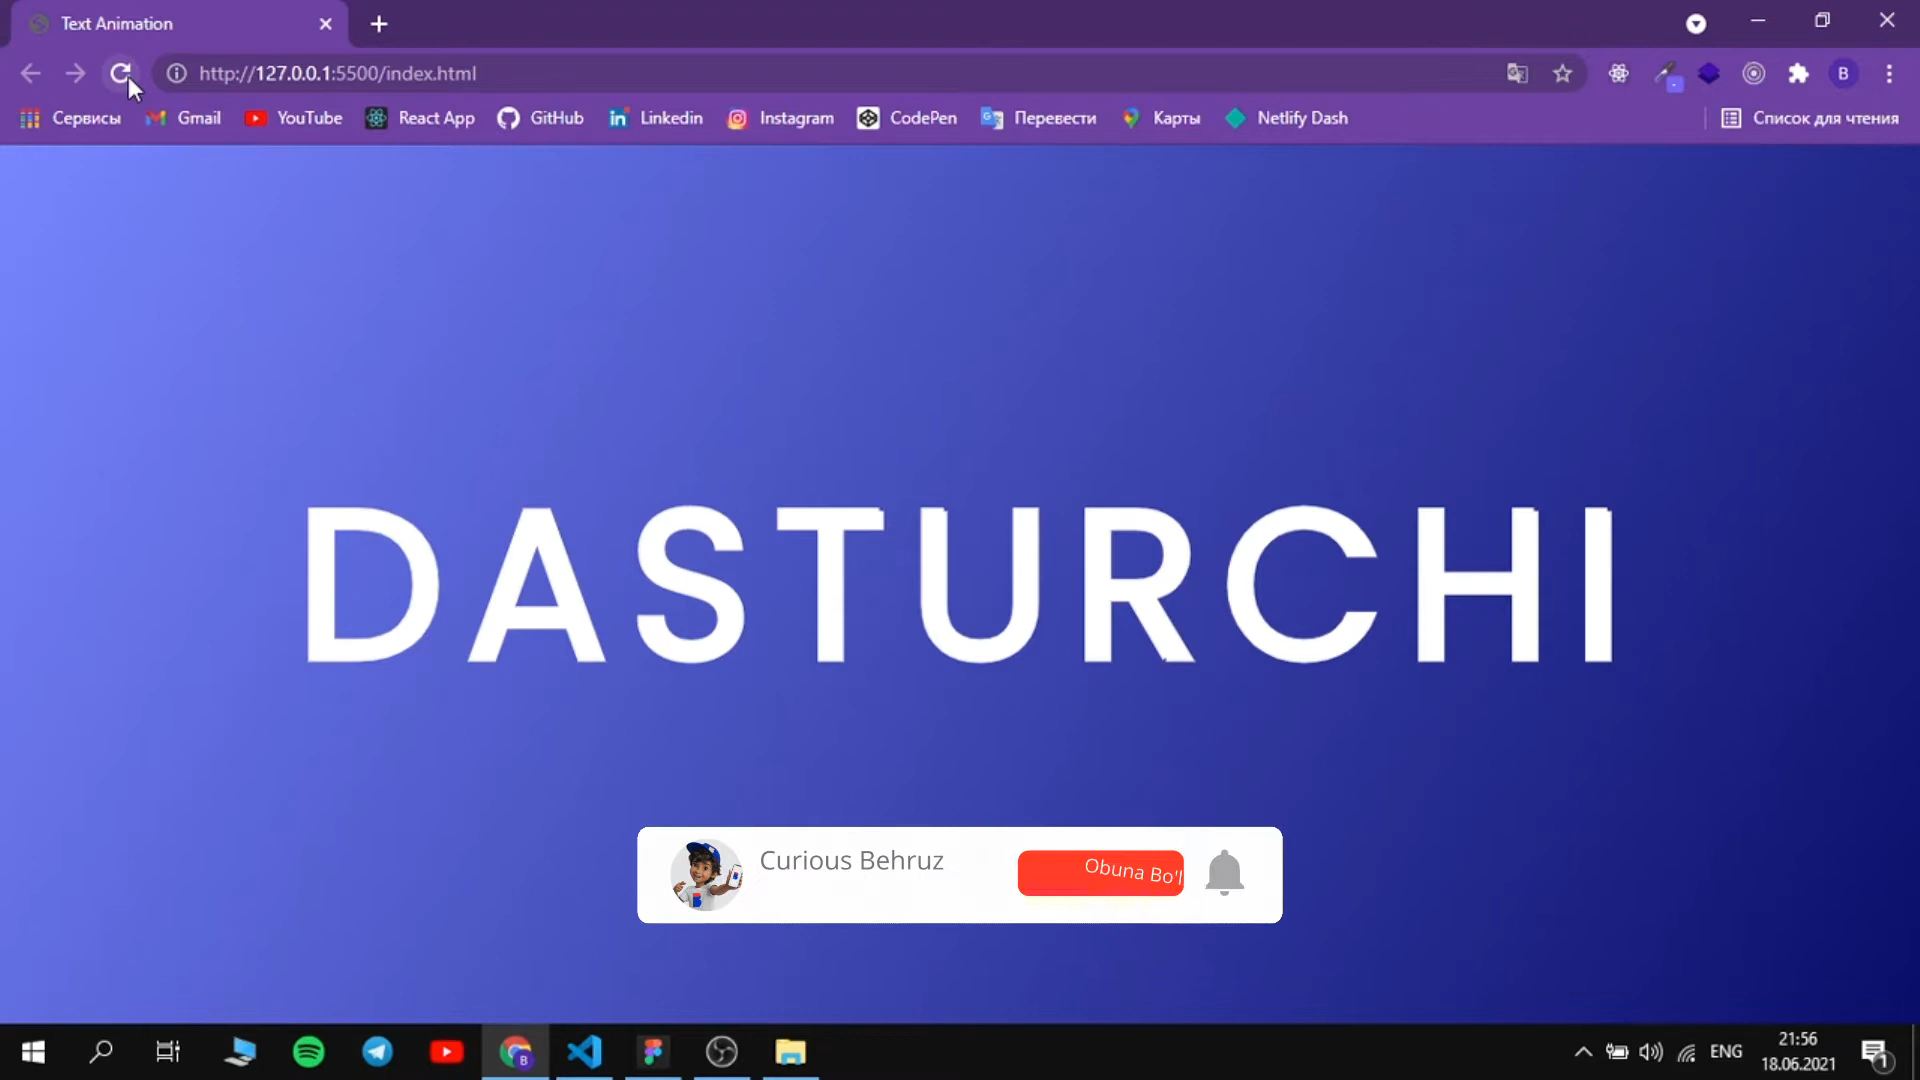 Text Animation
http://127.0.0.1:5500/index.html
B
Сервисы Gmail YouTube React App GitHub Linkedin Instagram CodePen Перевести Карты Netlify Dash Список для чтения
DASTURCHI
Curious Behruz
Obuna Bo'l
ENG
21:56
18.06.2021
1